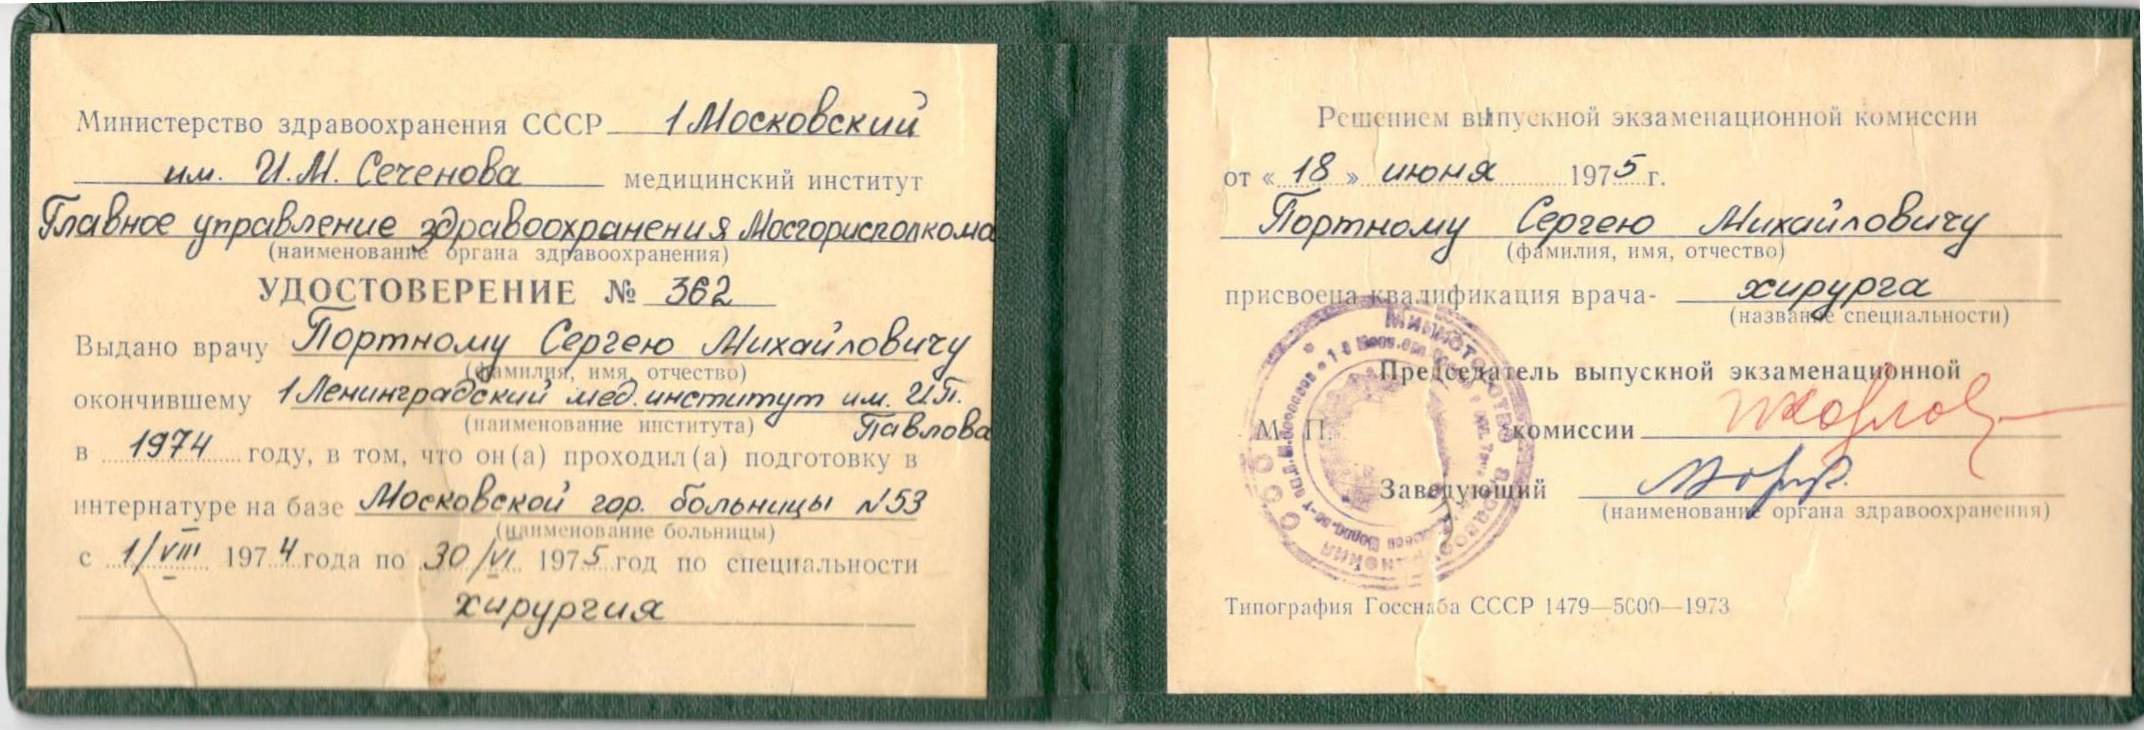 Министерство здравоохранения СССР 1 Московский
им. И.М. Сеченова медицинский институт
Главное управление здравоохранения Мосгорисполкома
(наименование органа здравоохранения)
УДОСТОВЕРЕНИЕ № 362
Выдано врачу Портному Сергею Михайловичу
(фамилия, имя, отчество)
окончившему 1 Ленинградский мед. институт им. И.П.
(наименование института) Павлова
в 1974 году, в том, что он(а) проходил(а) подготовку в
интернатуре на базе Московской гор. больницы №53
(наименование больницы)
с 1/VIII 1974 года по 30/VI 1975 год по специальности
хирургия
Решением выпускной экзаменационной комиссии
от «18» июня 1975 г.
Портному Сергею Михайловичу
(фамилия, имя, отчество)
присвоена квалификация врача- хирурга
(название специальности)
Председатель выпускной экзаменационной
М. П. комиссии
Заведующий
(наименование органа здравоохранения)
Министерство здравоохранения СССР
Типография Госснаба СССР 1479—5000—1973